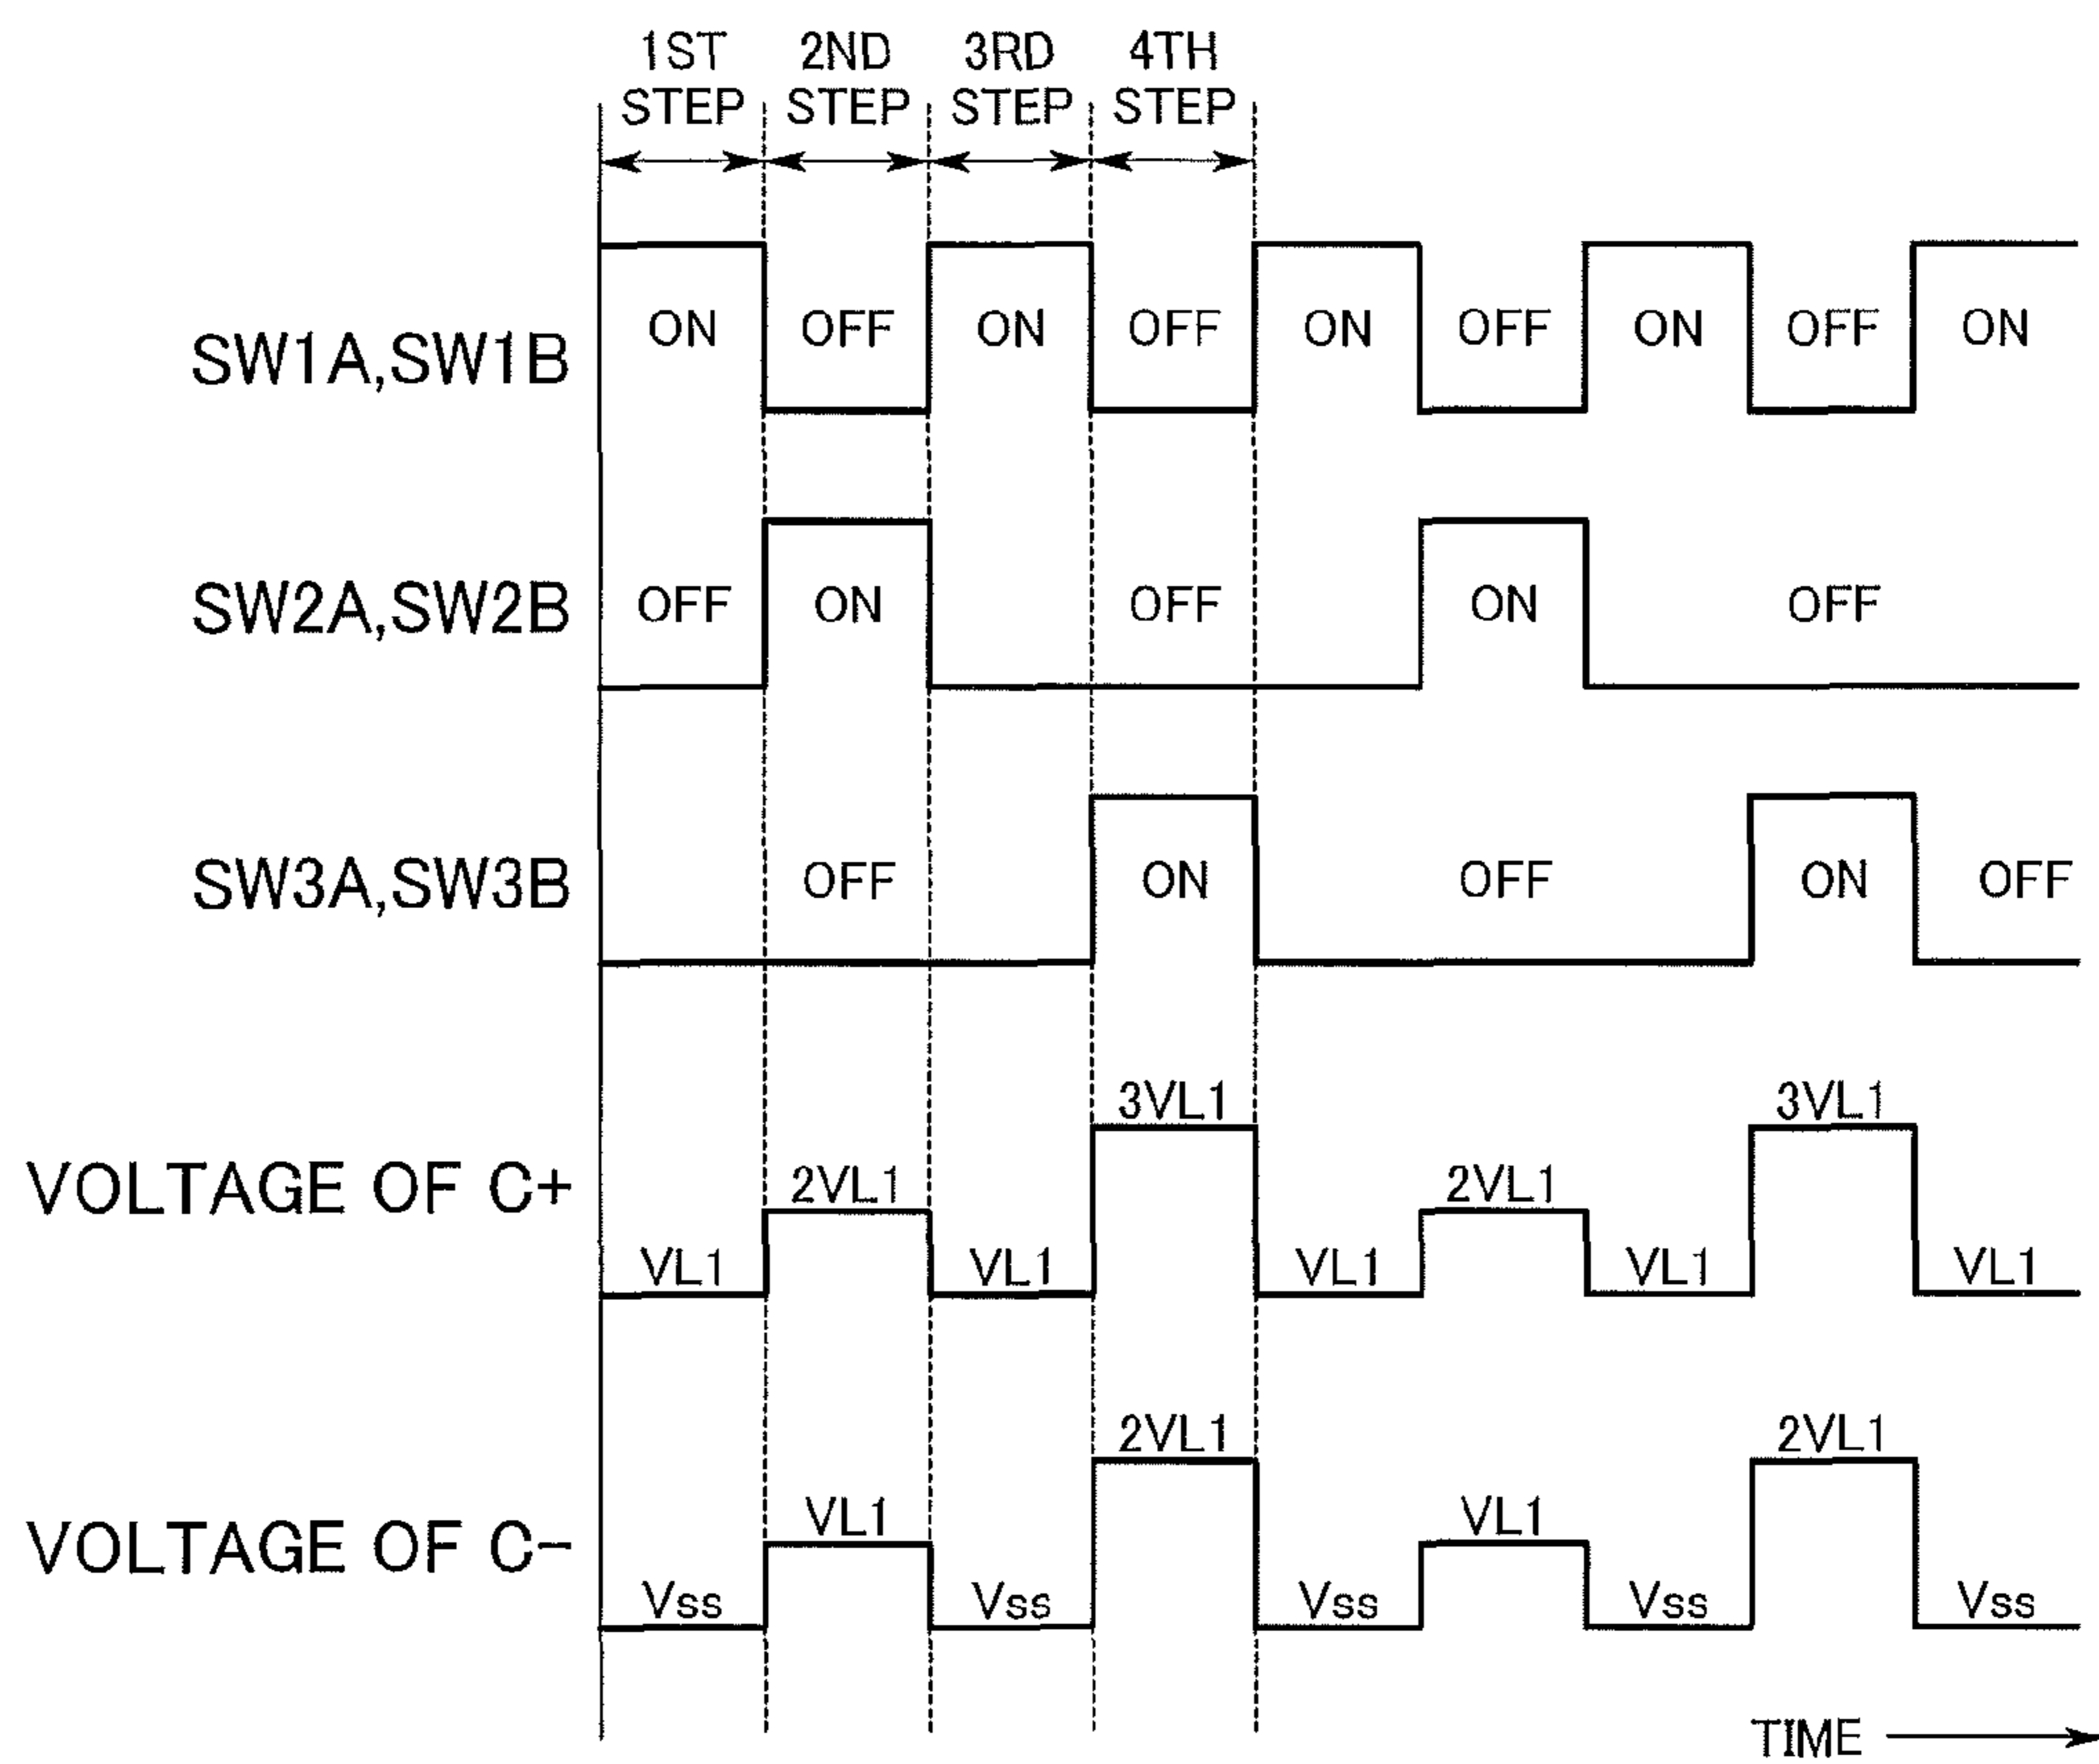 1ST 2ND 3RD 4TH
STEP STEP STEP STEP
SW1A,SW1B ON OFF ON OFF ON OFF ON OFF ON
SW2A,SW2B OFF ON OFF ON OFF
SW3A,SW3B OFF ON OFF ON OFF
3VL1 3VL1
VOLTAGE OF C+ 2VL1 2VL1
VL1 VL1 VL1 VL1 VL1
2VL1 2VL1
VOLTAGE OF C- VL1 VL1
Vss Vss Vss Vss Vss
TIME